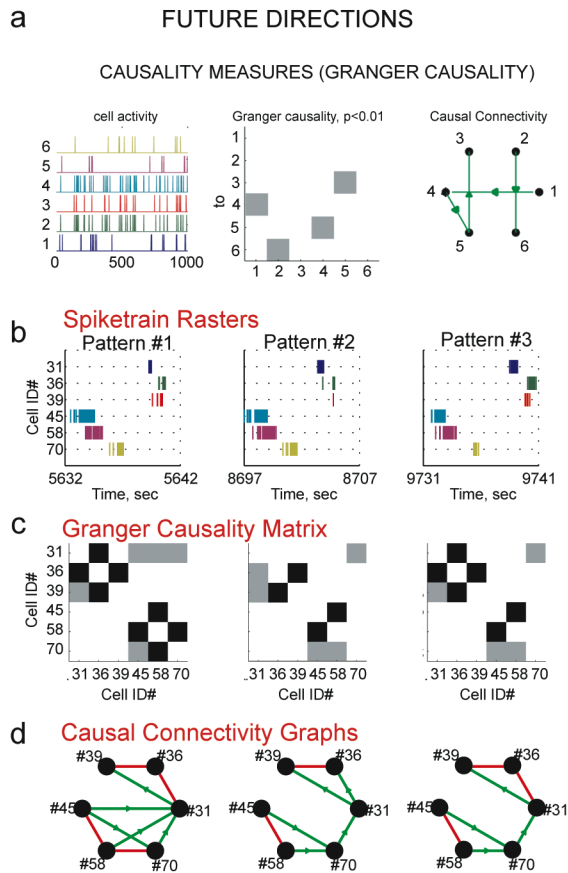 a
FUTURE DIRECTIONS
CAUSALITY MEASURES (GRANGER CAUSALITY)
cell activity
6
5
4
3
2
1
0 500 1000
Granger causality, p<0.01
to
1
2
3
4
5
6
1 2 3 4 5 6
Causal Connectivity
3 2
4 1
5 6
b
Spiketrain Rasters
Pattern #1 Pattern #2 Pattern #3
Cell ID#
31
36
39
45
58
70
5632 5642
Time, sec
8697 8707
Time, sec
9731 9741
Time, sec
c
Granger Causality Matrix
Cell ID#
31
36
39
45
58
70
31 36 39 45 58 70
Cell ID#
31 36 39 45 58 70
Cell ID#
31 36 39 45 58 70
Cell ID#
d
Causal Connectivity Graphs
#39 #36 #39 #36 #39 #36
#45 #31 #45 #31 #45 #31
#58 #70 #58 #70 #58 #70